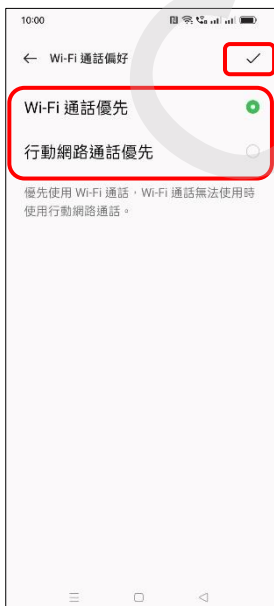 10:00
Wi-Fi 通話偏好
Wi-Fi 通話優先
行動網路通話優先
優先使用 Wi-Fi 通話，Wi-Fi 通話無法使用時
使用行動網路通話。